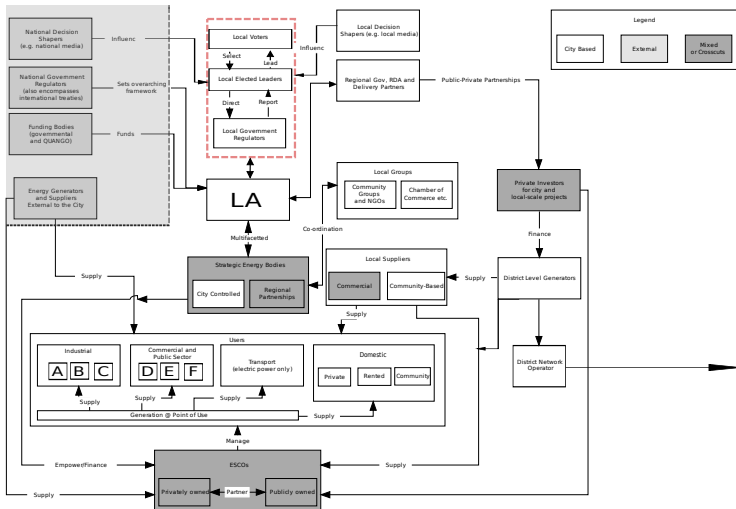 National Decision
Shapers
(e.g. national media)
Influenc
National Government
Regulators
(also encompasses
international treaties)
Sets overarching
framework
Funding Bodies
(governmental
and QUANGO)
Funds
Energy Generators
and Suppliers
External to the City
Local Voters
Select
Lead
Local Elected Leaders
Direct
Report
Local Government
Regulators
Influenc
Local Decision
Shapers (e.g. local media)
Regional Gov, RDA and
Delivery Partners
Public-Private Partnerships
Legend
City Based
External
Mixed
or Crosscuts
LA
Local Groups
Community
Groups
and NGOs
Chamber of
Commerce etc.
Private Investors
for city and
local-scale projects
Multifacetted
Co-ordination
Finance
Strategic Energy Bodies
City Controlled
Regional
Partnerships
Local Suppliers
Commercial
Community-Based
Supply
District Level Generators
Supply
Supply
Users
Industrial
A B C
Commercial and
Public Sector
D E F
Transport
(electric power only)
Domestic
Private
Rented
Community
District Network
Operator
Supply
Supply
Supply
Supply
Generation @ Point of Use
Manage
Empower/Finance
ESCOs
Privately owned
Partner
Publicly owned
Supply
Supply